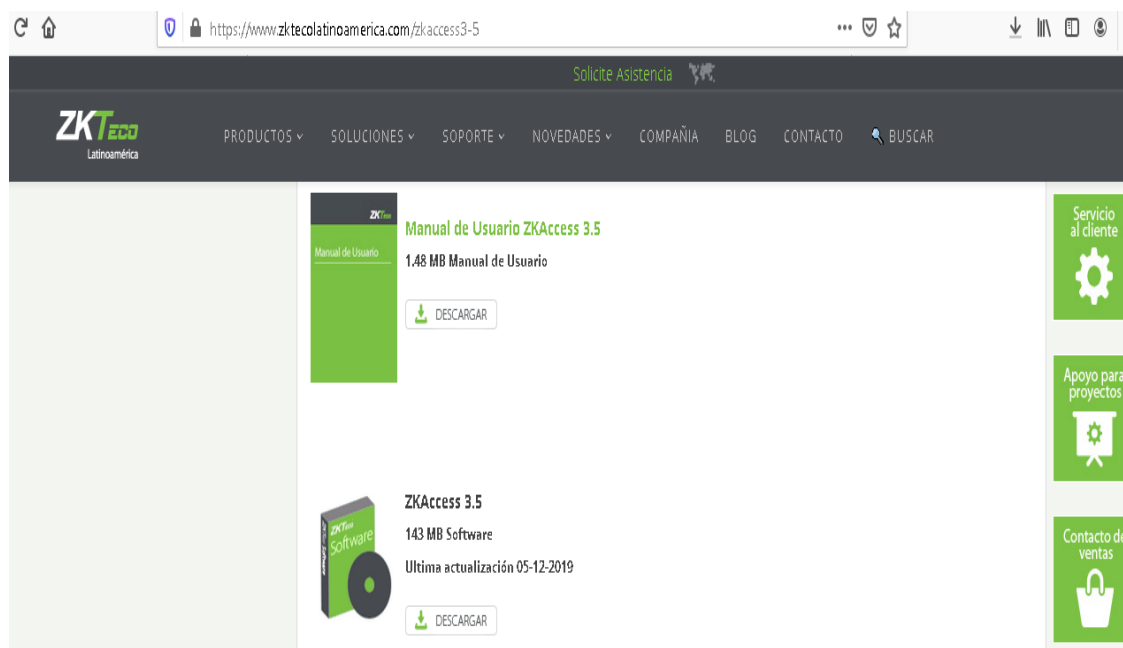 https://www.zktecolatinoamerica.com/zkaccess3-5
Solicite Asistencia
ZKTECO
Latinoamérica
PRODUCTOS
SOLUCIONES
SOPORTE
NOVEDADES
COMPAÑIA
BLOG
CONTACTO
BUSCAR
ZKTeco
Manual de Usuario
Manual de Usuario ZKAccess 3.5
1.48 MB Manual de Usuario
DESCARGAR
Servicio
al cliente
Apoyo para
proyectos
ZKTeco
Software
ZKAccess 3.5
143 MB Software
Ultima actualización 05-12-2019
DESCARGAR
Contacto de
ventas